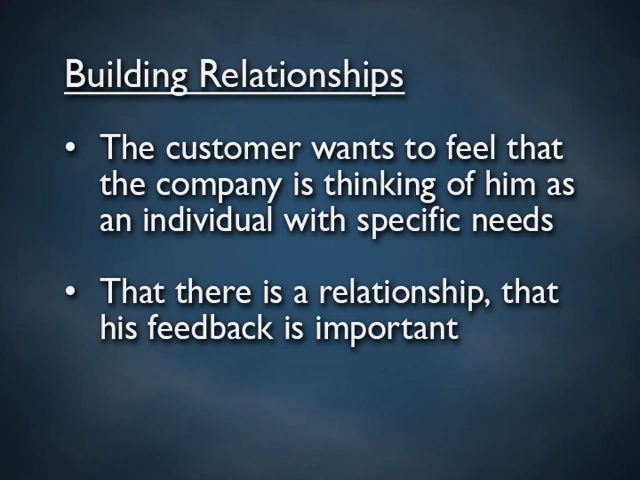 Building Relationships
• The customer wants to feel that
the company is thinking of him as
an individual with specific needs
• That there is a relationship, that
his feedback is important